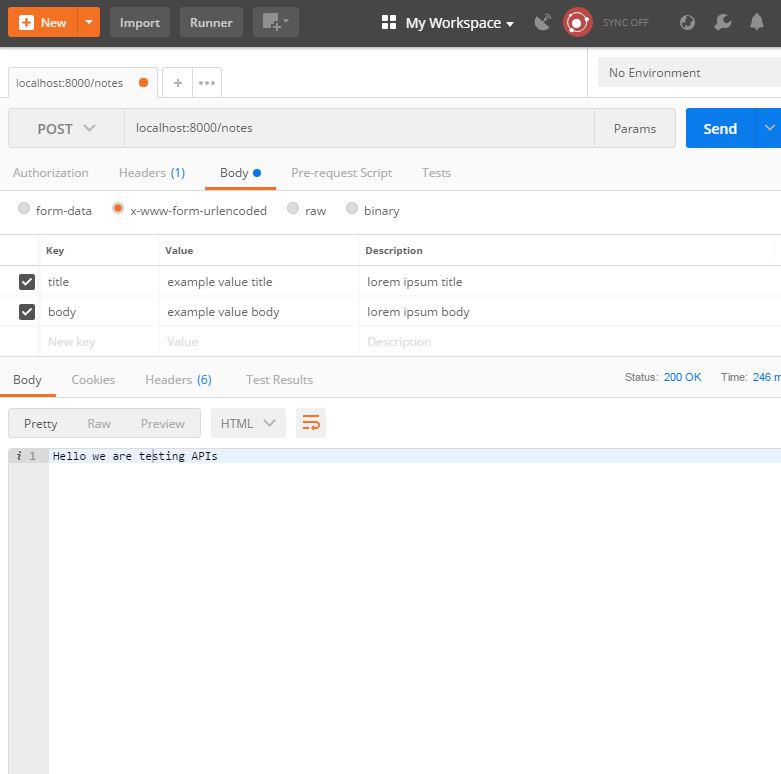 New Import Runner My Workspace SYNC OFF
localhost:8000/notes + ••• No Environment
POST localhost:8000/notes Params Send
Authorization Headers (1) Body Pre-request Script Tests
form-data x-www-form-urlencoded raw binary
Key Value Description
title example value title lorem ipsum title
body example value body lorem ipsum body
New key Value Description
Body Cookies Headers (6) Test Results Status: 200 OK Time: 246 m
Pretty Raw Preview HTML
i 1 Hello we are testing APIs